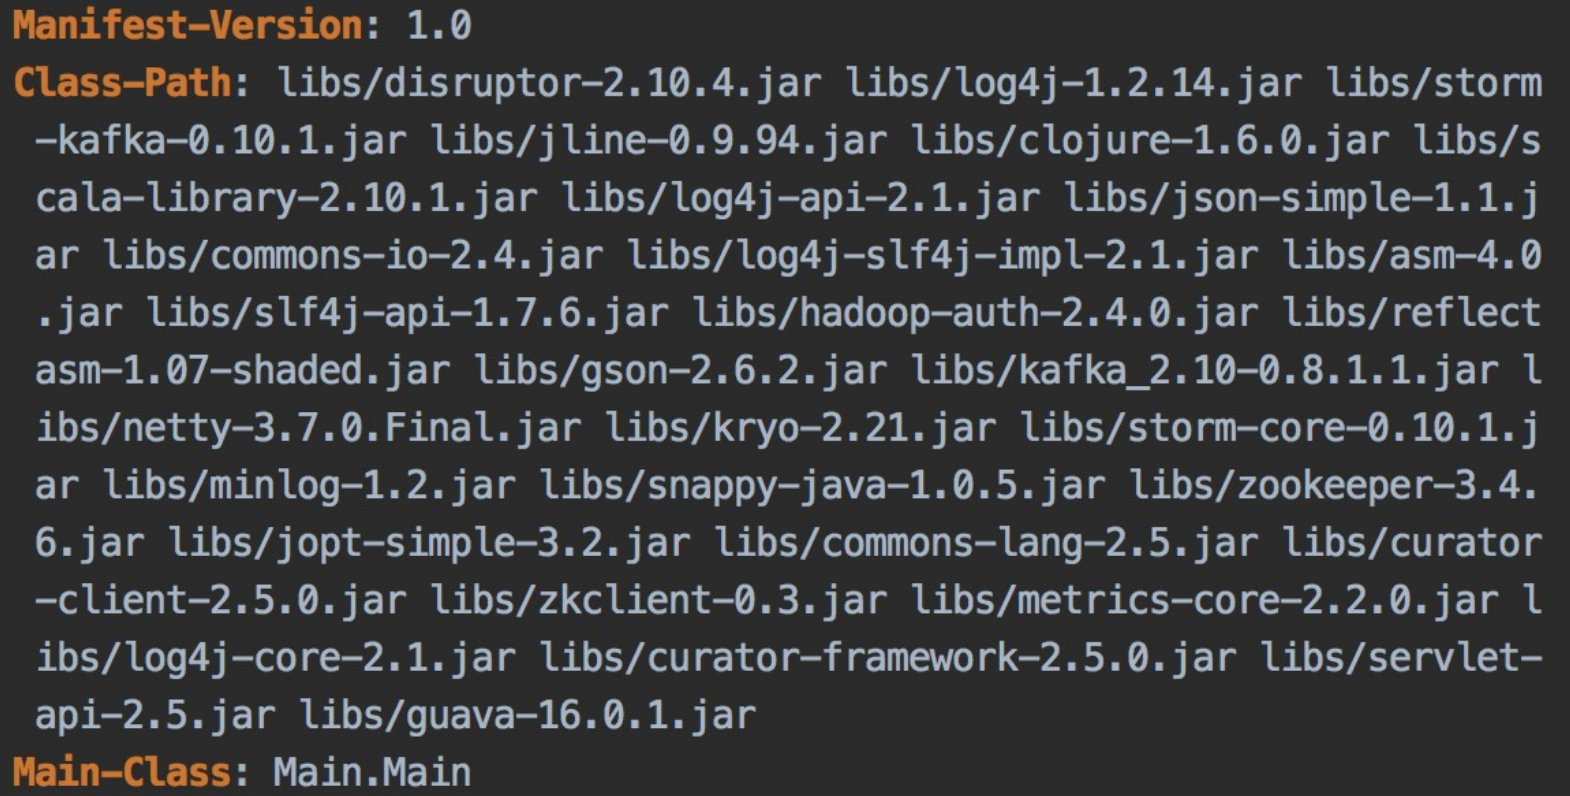 Manifest-Version: 1.0
Class-Path: libs/disruptor-2.10.4.jar libs/log4j-1.2.14.jar libs/storm
-kafka-0.10.1.jar libs/jline-0.9.94.jar libs/clojure-1.6.0.jar libs/s
cala-library-2.10.1.jar libs/log4j-api-2.1.jar libs/json-simple-1.1.j
ar libs/commons-io-2.4.jar libs/log4j-slf4j-impl-2.1.jar libs/asm-4.0
.jar libs/slf4j-api-1.7.6.jar libs/hadoop-auth-2.4.0.jar libs/reflect
asm-1.07-shaded.jar libs/gson-2.6.2.jar libs/kafka_2.10-0.8.1.1.jar l
ibs/netty-3.7.0.Final.jar libs/kryo-2.21.jar libs/storm-core-0.10.1.j
ar libs/minlog-1.2.jar libs/snappy-java-1.0.5.jar libs/zookeeper-3.4.
6.jar libs/jopt-simple-3.2.jar libs/commons-lang-2.5.jar libs/curator
-client-2.5.0.jar libs/zkclient-0.3.jar libs/metrics-core-2.2.0.jar l
ibs/log4j-core-2.1.jar libs/curator-framework-2.5.0.jar libs/servlet-
api-2.5.jar libs/guava-16.0.1.jar
Main-Class: Main.Main